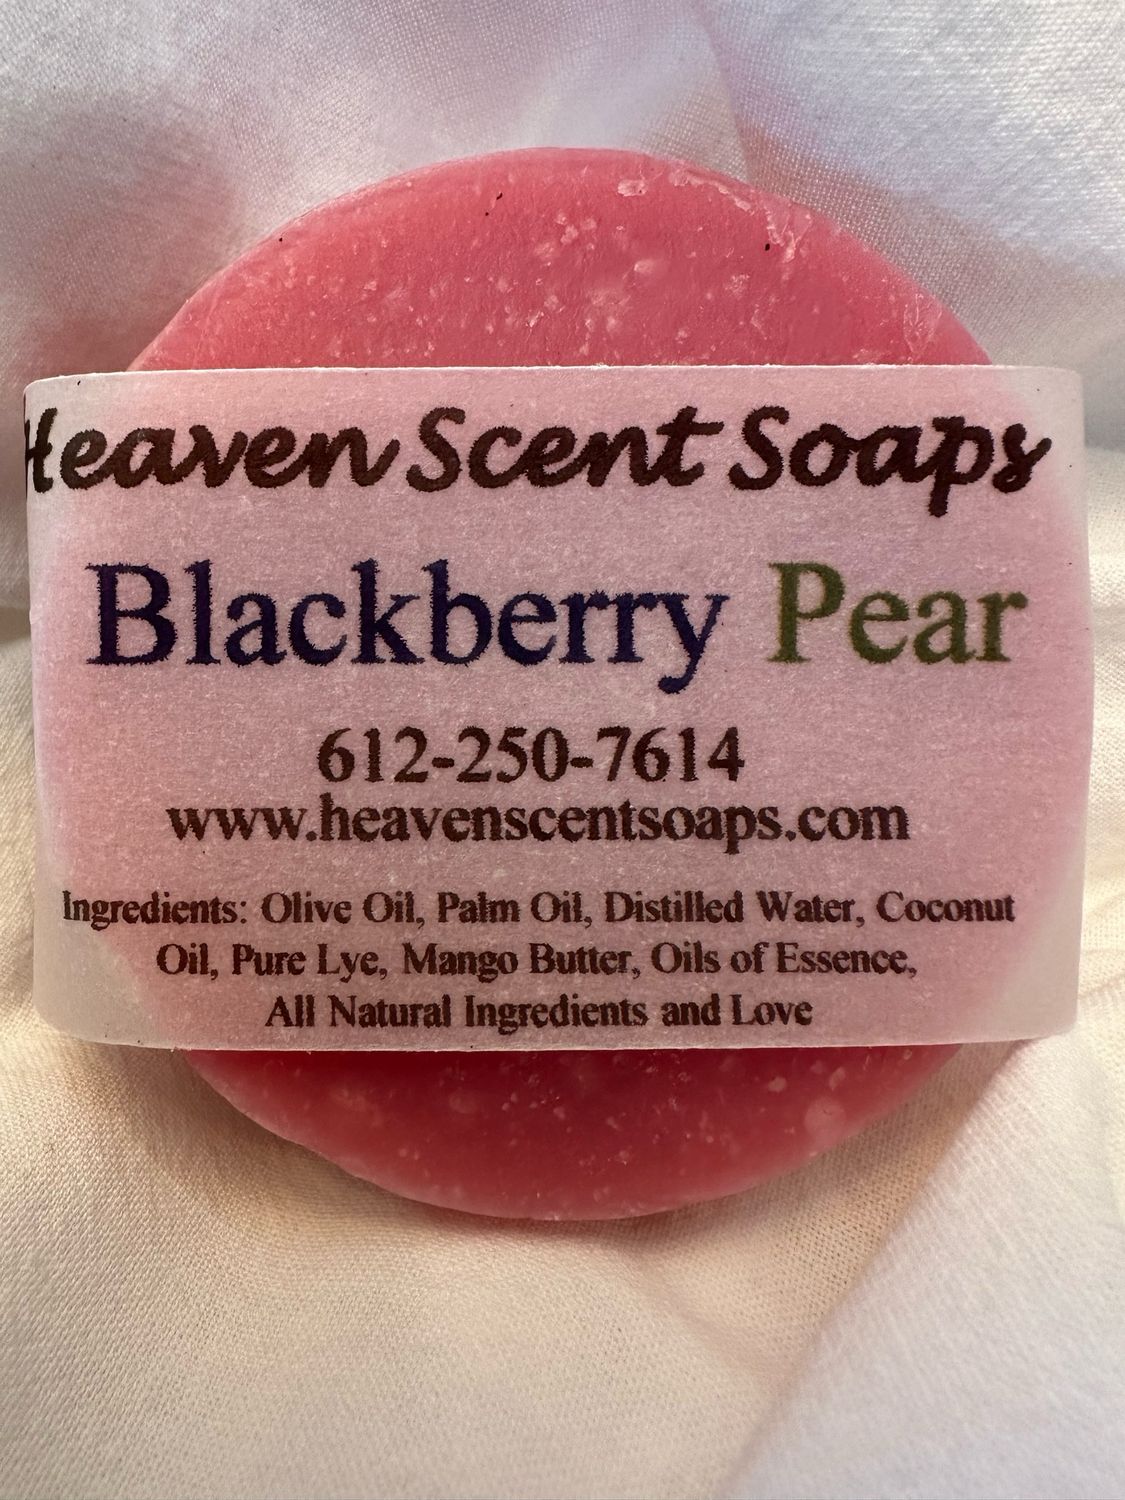 Heaven Scent Soaps
Blackberry Pear
612-250-7614
www.heavenscentsoaps.com
Ingredients: Olive Oil, Palm Oil, Distilled Water, Coconut
Oil, Pure Lye, Mango Butter, Oils of Essence,
All Natural Ingredients and Love